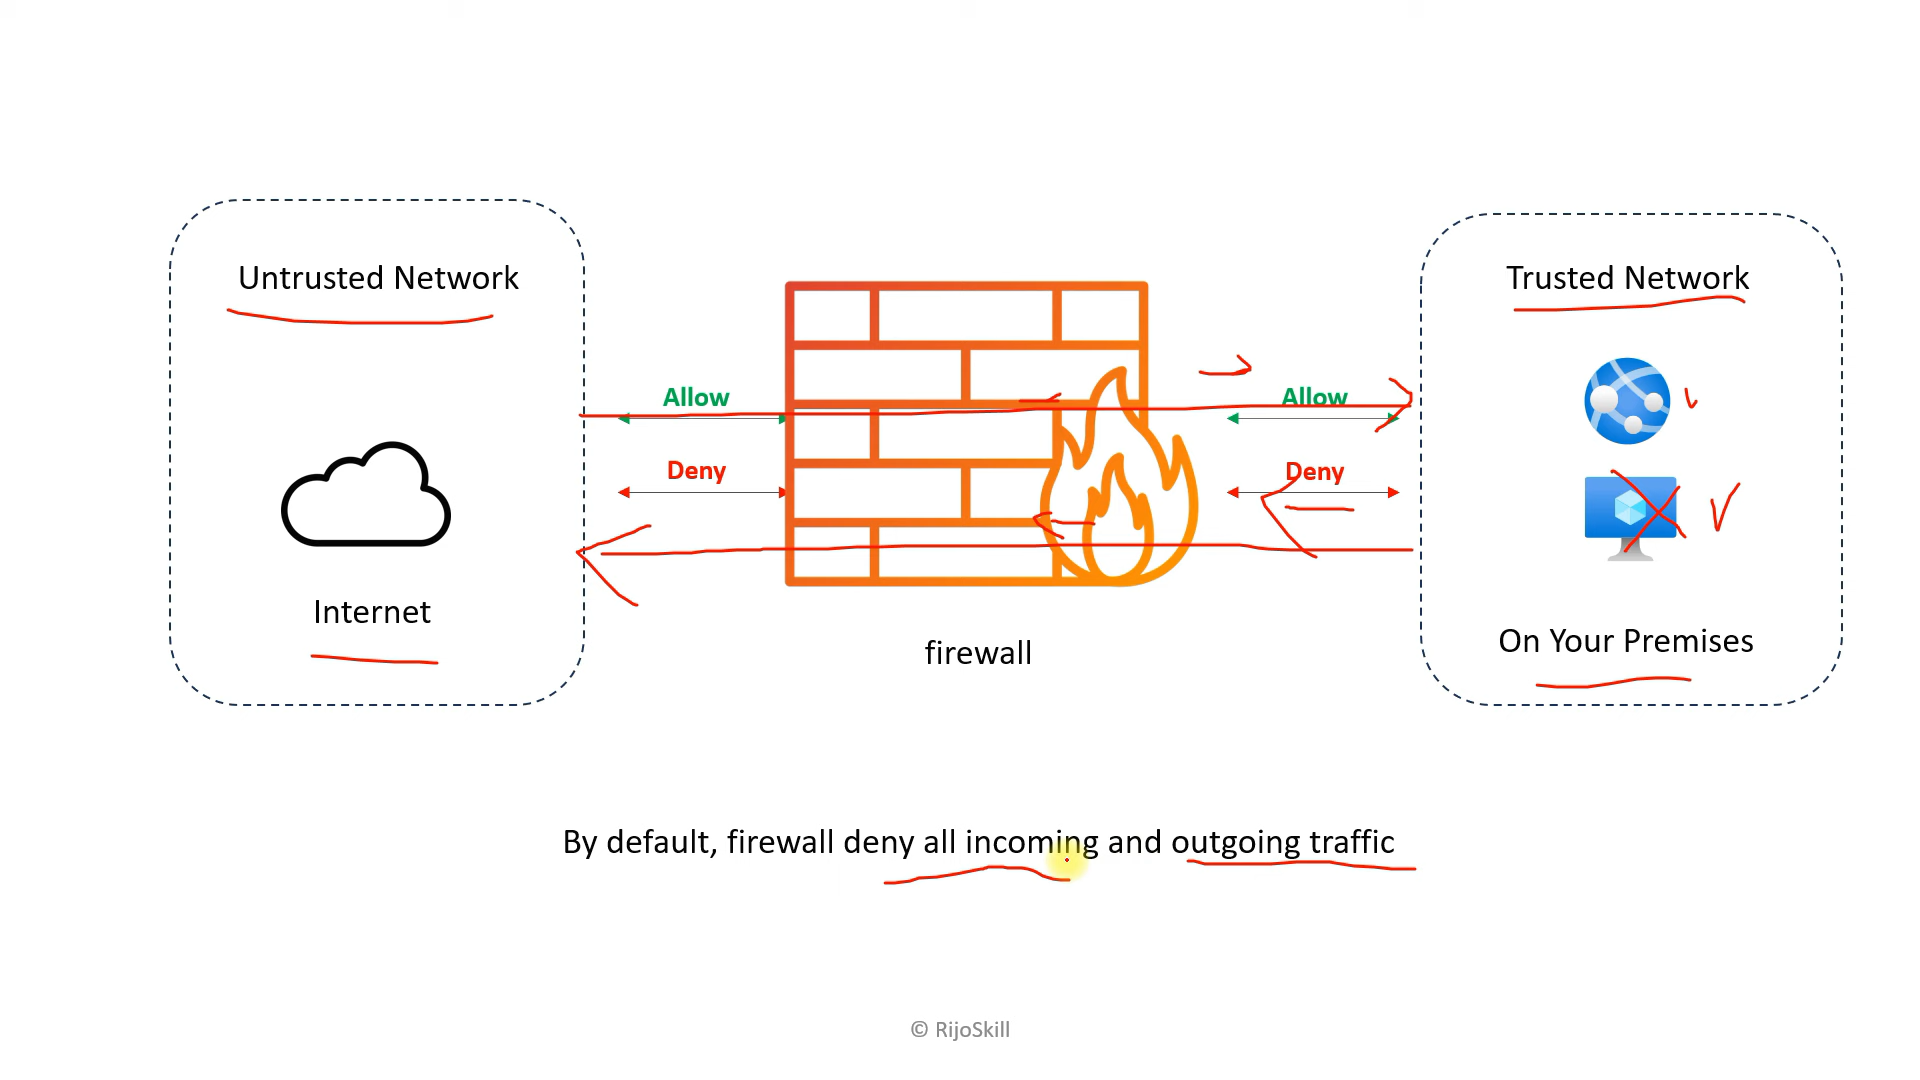 Untrusted Network
Trusted Network
Allow
Allow
Deny
Deny
Internet
On Your Premises
firewall
By default, firewall deny all incoming and outgoing traffic
© RijoSkill